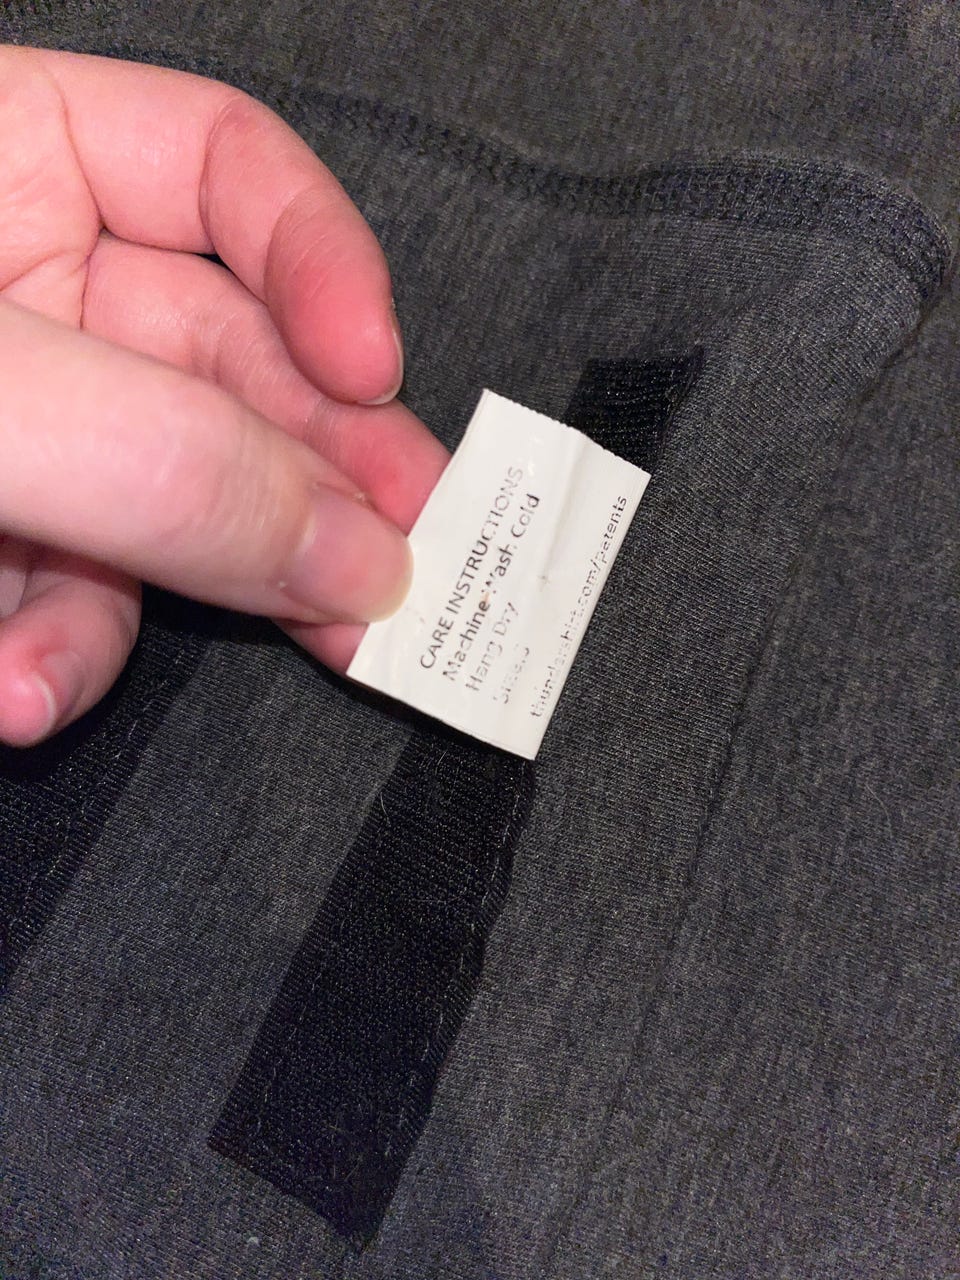 CARE INSTRUCTIONS
Machine Wash Cold
Hang Dry
thundershirt.com/patents